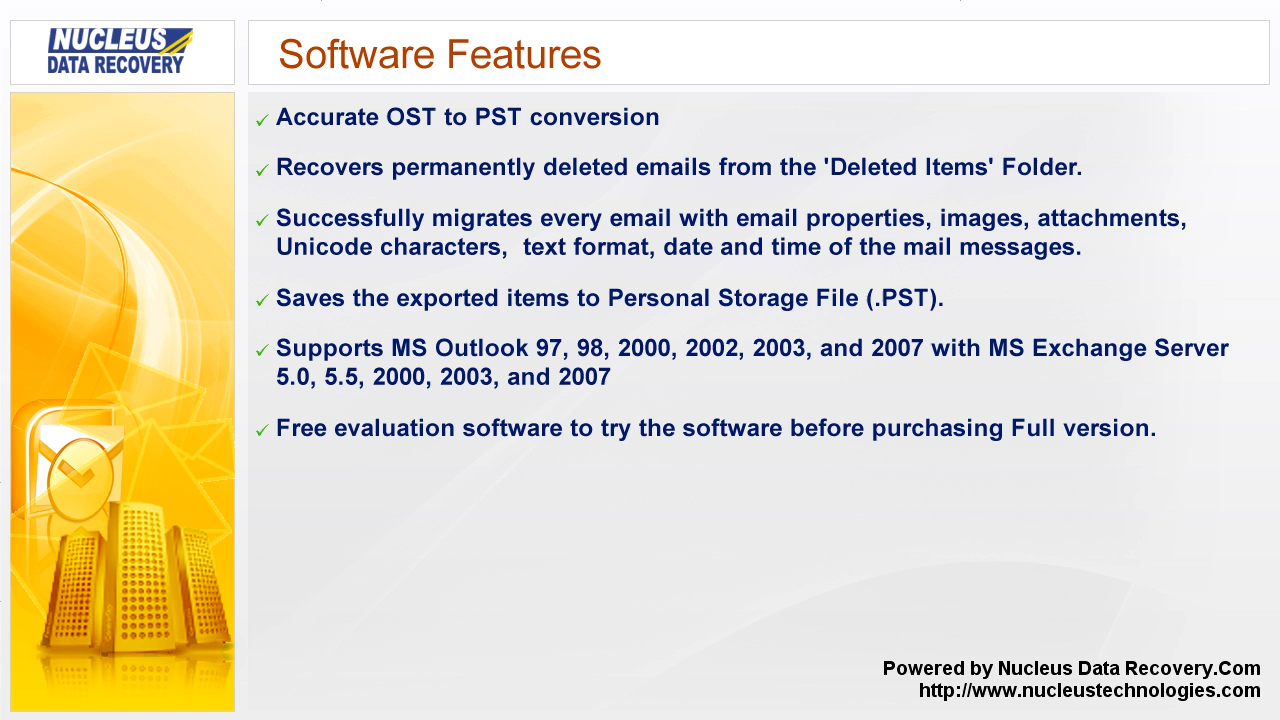 NUCLEUS
DATA RECOVERY
Software Features
Accurate OST to PST conversion
Recovers permanently deleted emails from the 'Deleted Items' Folder.
Successfully migrates every email with email properties, images, attachments,
Unicode characters,  text format, date and time of the mail messages.
Saves the exported items to Personal Storage File (.PST).
Supports MS Outlook 97, 98, 2000, 2002, 2003, and 2007 with MS Exchange Server
5.0, 5.5, 2000, 2003, and 2007
Free evaluation software to try the software before purchasing Full version.
Powered by Nucleus Data Recovery.Com
http://www.nucleustechnologies.com